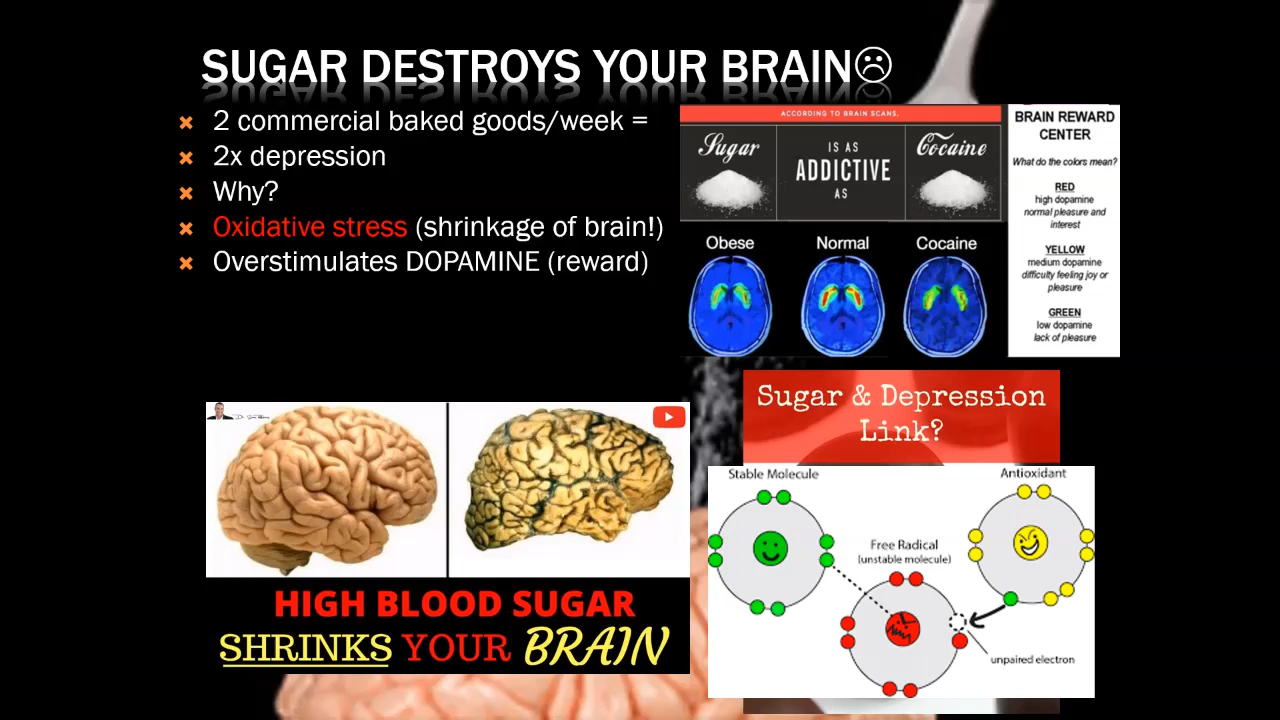 SUGAR DESTROYS YOUR BRAIN☹
2 commercial baked goods/week =
2x depression
Why?
Oxidative stress (shrinkage of brain!)
Overstimulates DOPAMINE (reward)
ACCORDING TO BRAIN SCANS,
Sugar
IS AS
ADDICTIVE
AS
Cocaine
Obese
Normal
Cocaine
BRAIN REWARD
CENTER
What do the colors mean?
RED
high dopamine
normal pleasure and
interest
YELLOW
medium dopamine
difficulty feeling joy or
pleasure
GREEN
low dopamine
lack of pleasure
HIGH BLOOD SUGAR
SHRINKS YOUR BRAIN
Sugar & Depression
Link?
Stable Molecule
Antioxidant
Free Radical
(unstable molecule)
unpaired electron